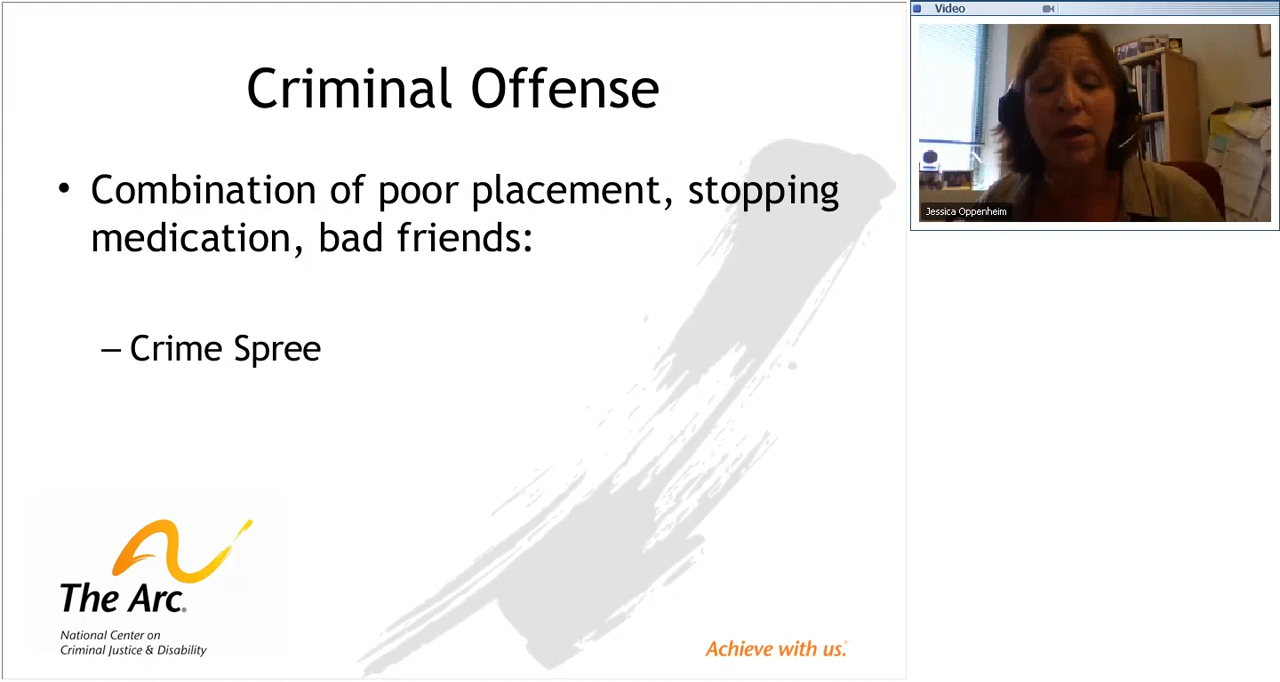 Video
Criminal Offense
• Combination of poor placement, stopping
medication, bad friends:
– Crime Spree
Jessica Oppenheim
The Arc®
National Center on
Criminal Justice & Disability
Achieve with us.®